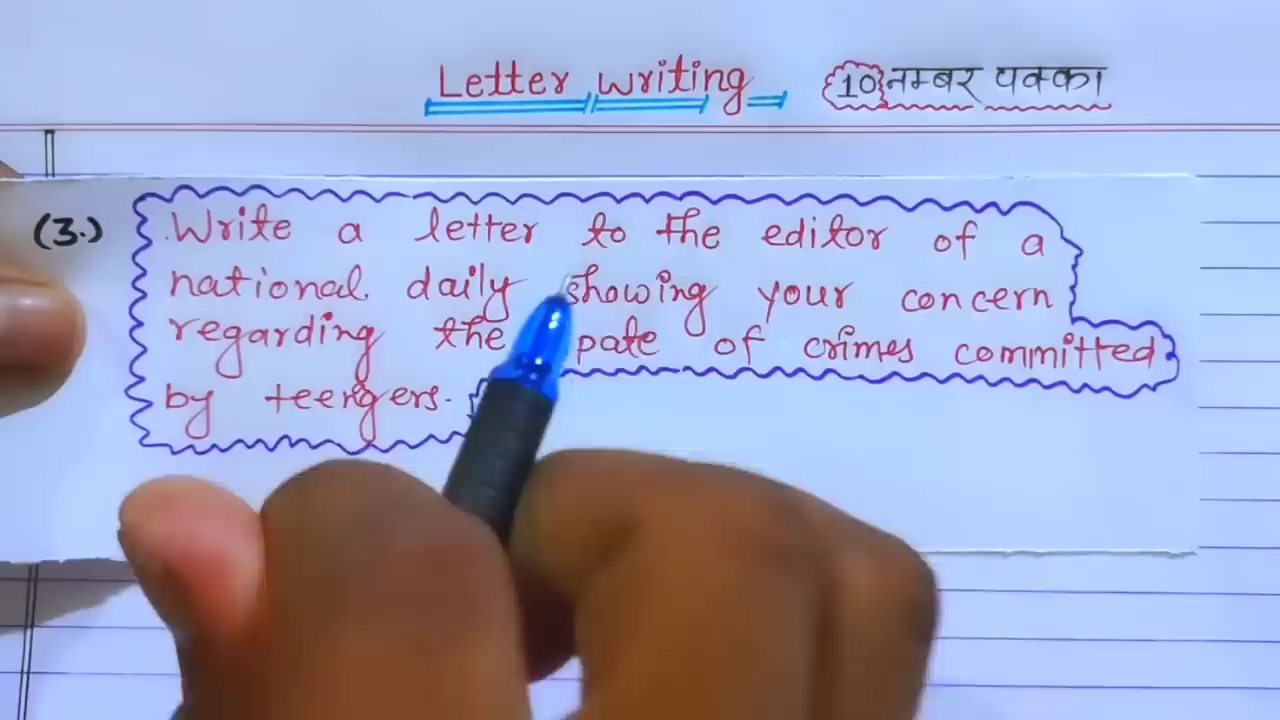 Letter writing 10 नम्बर पक्का
(3.) Write a letter to the editor of a
national daily showing your concern
regarding the pate of crimes committed
by teengers.